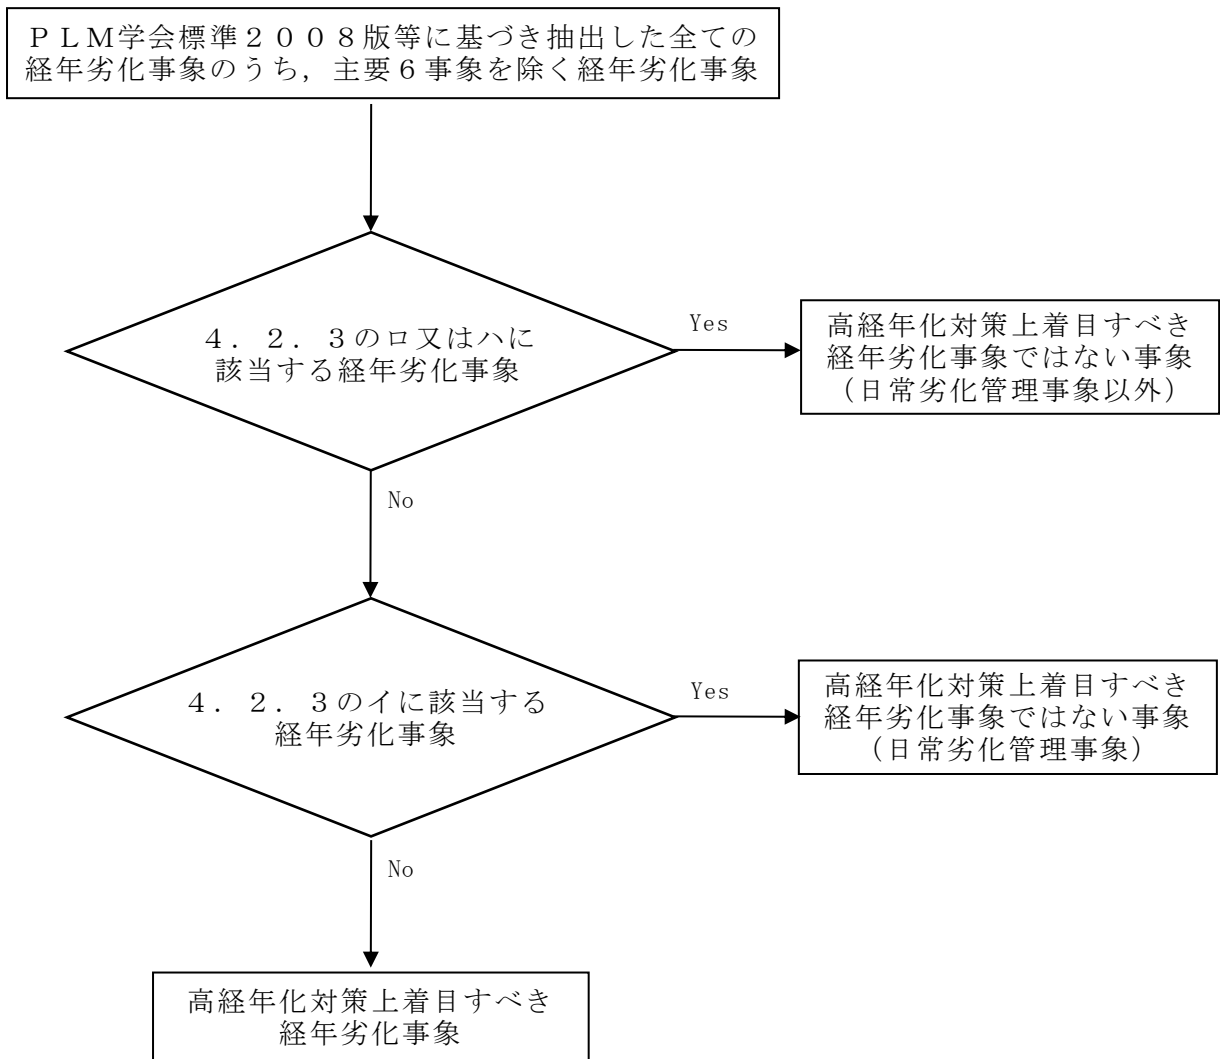 ＰＬＭ学会標準２００８版等に基づき抽出した全ての
経年劣化事象のうち，主要６事象を除く経年劣化事象
４．２．３のロ又はハに
該当する経年劣化事象
Yes
高経年化対策上着目すべき
経年劣化事象ではない事象
（日常劣化管理事象以外）
No
４．２．３のイに該当する
経年劣化事象
Yes
高経年化対策上着目すべき
経年劣化事象ではない事象
（日常劣化管理事象）
No
高経年化対策上着目すべき
経年劣化事象